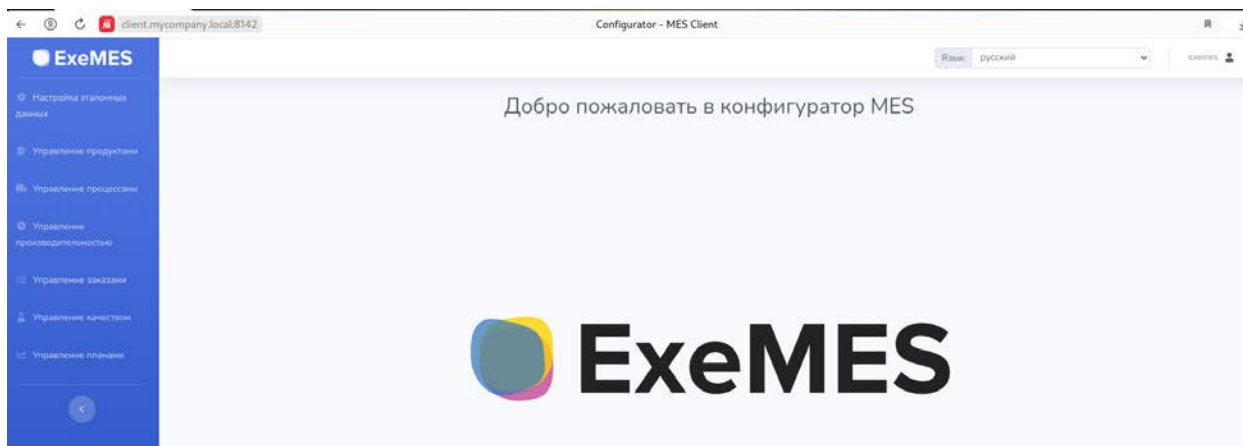 client.mycompany.local:8142
Configurator - MES Client
ExeMES
Язык:
русский
exemes
Добро пожаловать в конфигуратор MES
Настройка эталонных
данных
Управление продуктами
Управление процессами
Управление
производительностью
Управление заказами
Управление качеством
Управление планами
ExeMES